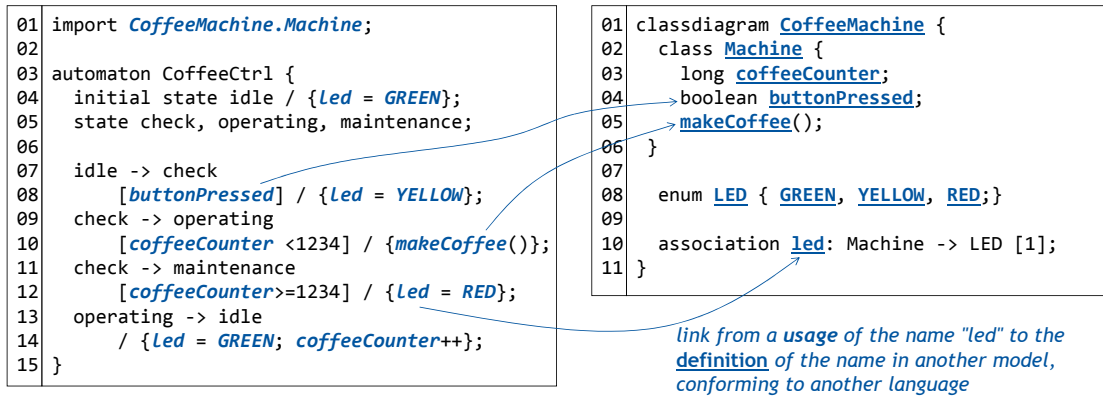 01 import CoffeeMachine.Machine;
02
03 automaton CoffeeCtrl {
04   initial state idle / {led = GREEN};
05   state check, operating, maintenance;
06
07   idle -> check
08       [buttonPressed] / {led = YELLOW};
09   check -> operating
10       [coffeeCounter <1234] / {makeCoffee()};
11   check -> maintenance
12       [coffeeCounter>=1234] / {led = RED};
13   operating -> idle
14       / {led = GREEN; coffeeCounter++};
15 }
01 classdiagram CoffeeMachine {
02   class Machine {
03     long coffeeCounter;
04     boolean buttonPressed;
05     makeCoffee();
06  }
07
08   enum LED { GREEN, YELLOW, RED;}
09
10   association led: Machine -> LED [1];
11 }
link from a usage of the name "led" to the
definition of the name in another model,
conforming to another language